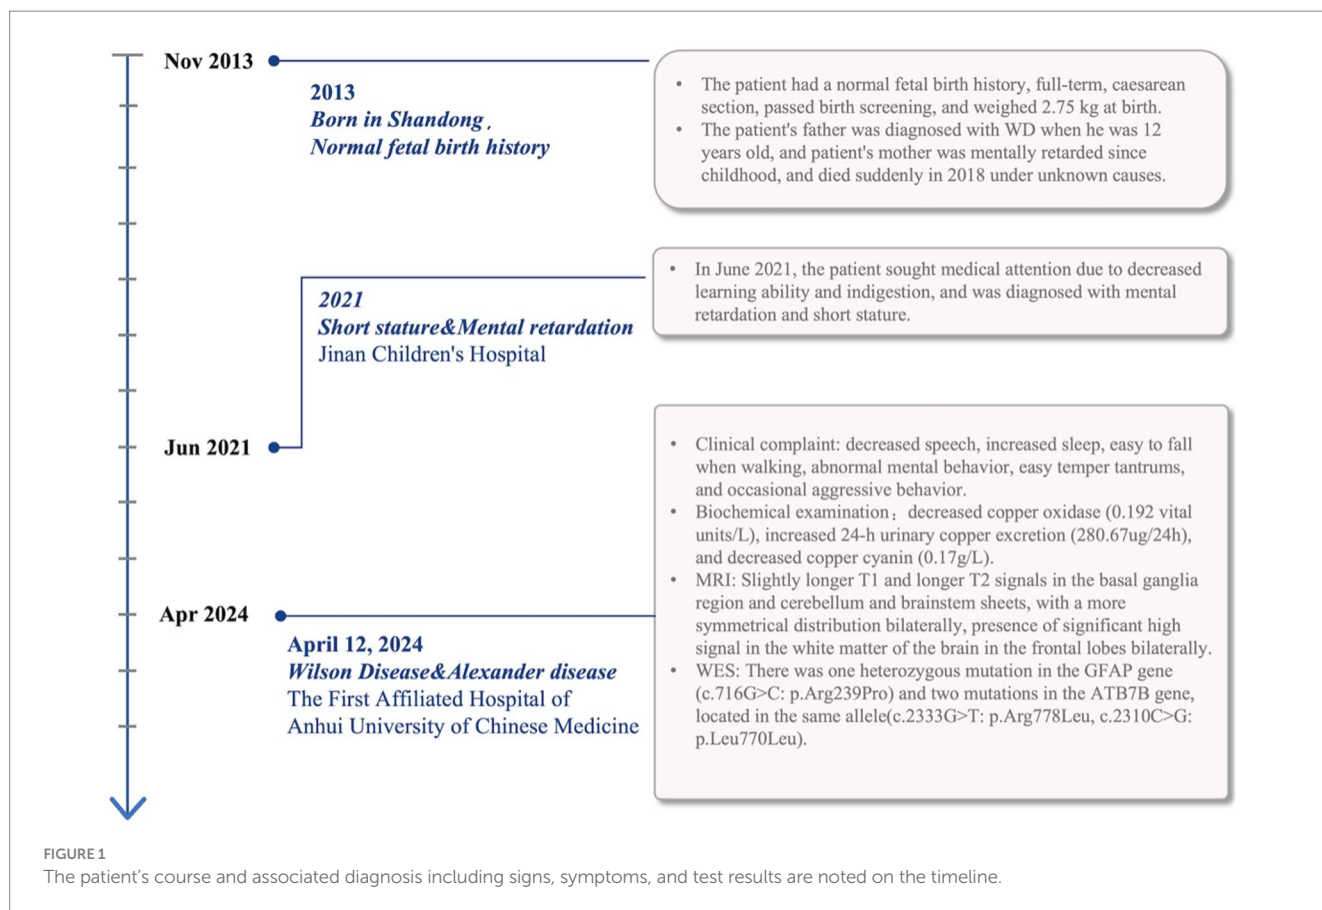 Nov 2013
2013
Born in Shandong ,
Normal fetal birth history
• The patient had a normal fetal birth history, full-term, caesarean
section, passed birth screening, and weighed 2.75 kg at birth.
• The patient's father was diagnosed with WD when he was 12
years old, and patient's mother was mentally retarded since
childhood, and died suddenly in 2018 under unknown causes.
2021
Short stature&Mental retardation
Jinan Children's Hospital
• In June 2021, the patient sought medical attention due to decreased
learning ability and indigestion, and was diagnosed with mental
retardation and short stature.
Jun 2021
Apr 2024
April 12, 2024
Wilson Disease&Alexander disease
The First Affiliated Hospital of
Anhui University of Chinese Medicine
• Clinical complaint: decreased speech, increased sleep, easy to fall
when walking, abnormal mental behavior, easy temper tantrums,
and occasional aggressive behavior.
• Biochemical examination：decreased copper oxidase (0.192 vital
units/L), increased 24-h urinary copper excretion (280.67ug/24h),
and decreased copper cyanin (0.17g/L).
• MRI: Slightly longer T1 and longer T2 signals in the basal ganglia
region and cerebellum and brainstem sheets, with a more
symmetrical distribution bilaterally, presence of significant high
signal in the white matter of the brain in the frontal lobes bilaterally.
• WES: There was one heterozygous mutation in the GFAP gene
(c.716G>C: p.Arg239Pro) and two mutations in the ATB7B gene,
located in the same allele(c.2333G>T: p.Arg778Leu, c.2310C>G:
p.Leu770Leu).
FIGURE 1
The patient's course and associated diagnosis including signs, symptoms, and test results are noted on the timeline.